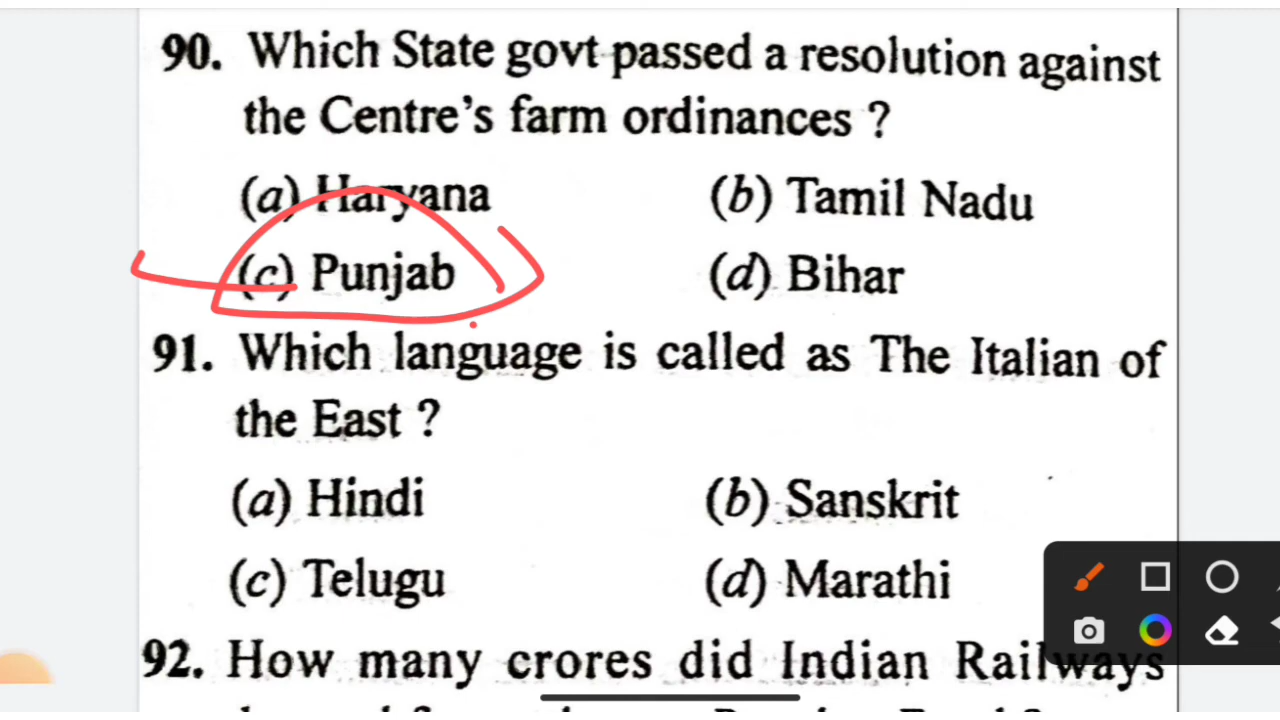 90. Which State govt passed a resolution against
the Centre's farm ordinances ?
(a) Haryana (b) Tamil Nadu
(c) Punjab (d) Bihar
91. Which language is called as The Italian of
the East ?
(a) Hindi (b) Sanskrit
(c) Telugu (d) Marathi
92. How many crores did Indian Railways